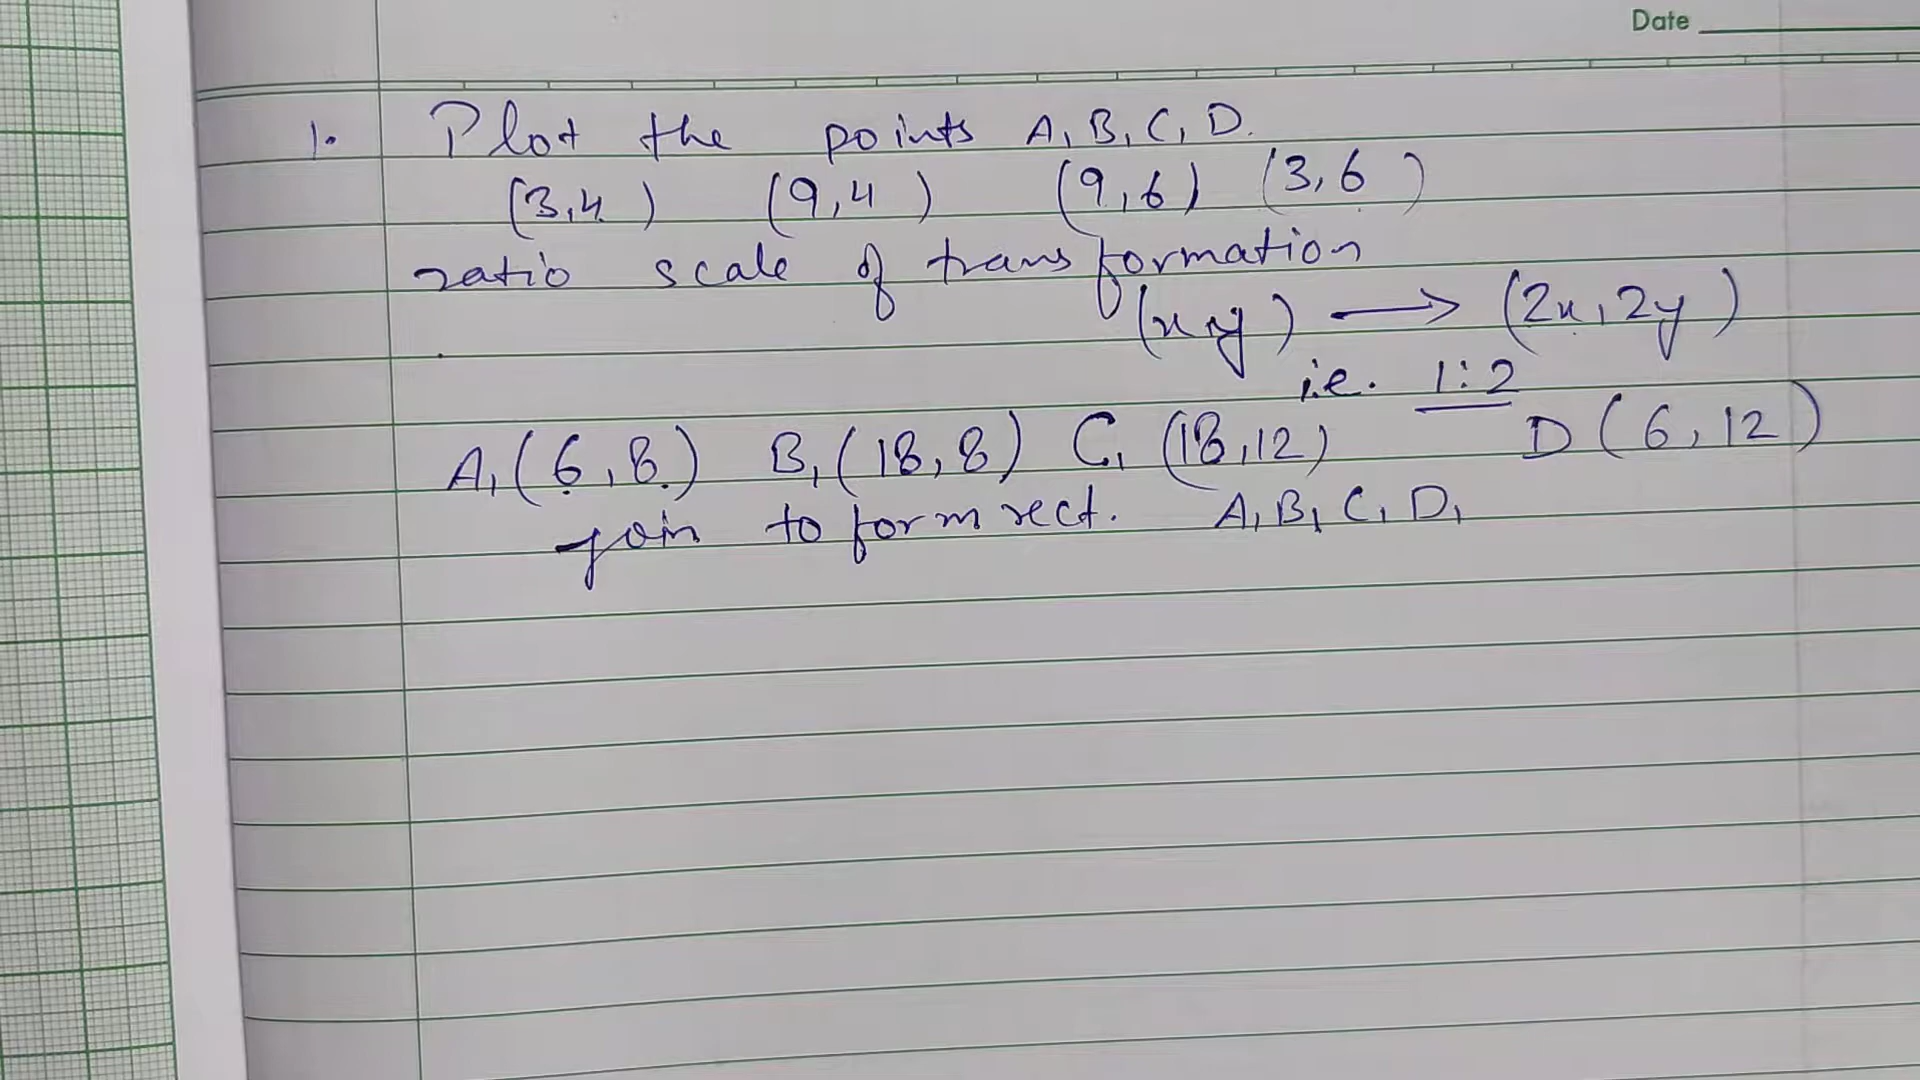 Date
1. Plot the points A, B, C, D.
(3,4) (9,4) (9,6) (3,6)
ratio scale of transformation
(x,y) → (2x, 2y)
i.e. 1:2
A₁(6,8) B₁(18,8) C₁(18,12) D(6,12)
join to form rect. A₁ B₁ C₁ D₁